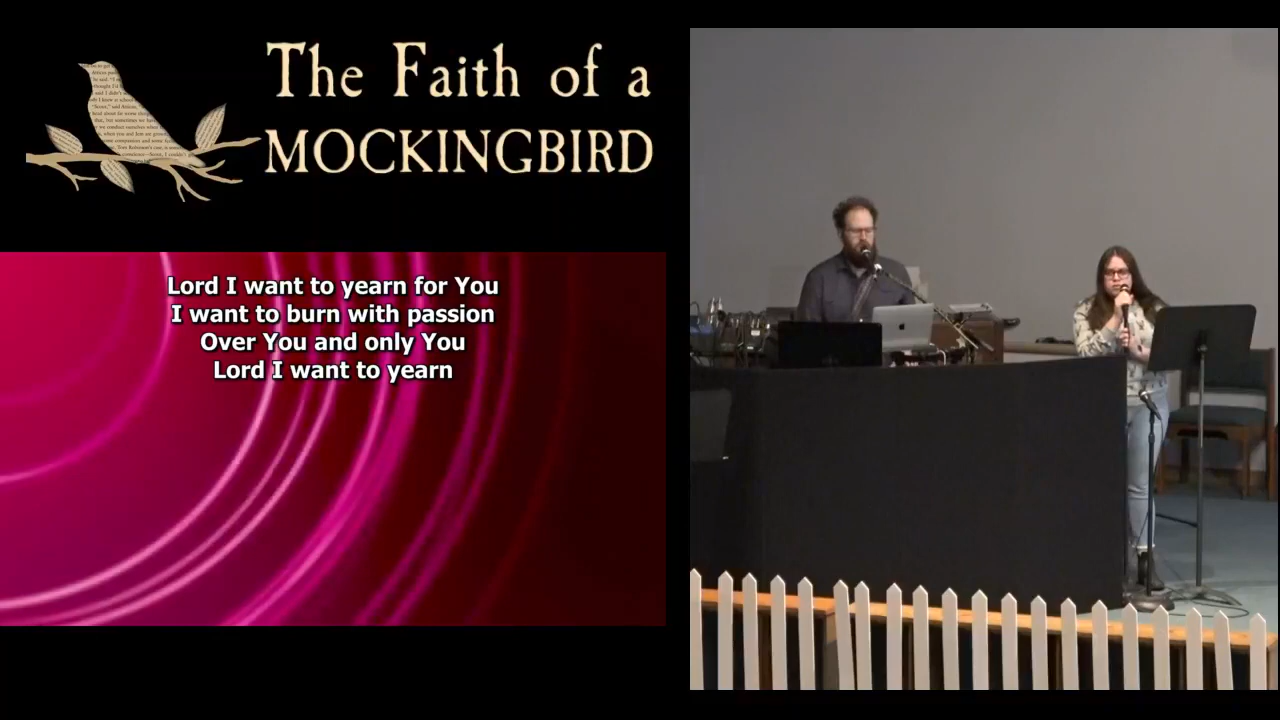 The Faith of a
MOCKINGBIRD
Lord I want to yearn for You
I want to burn with passion
Over You and only You
Lord I want to yearn